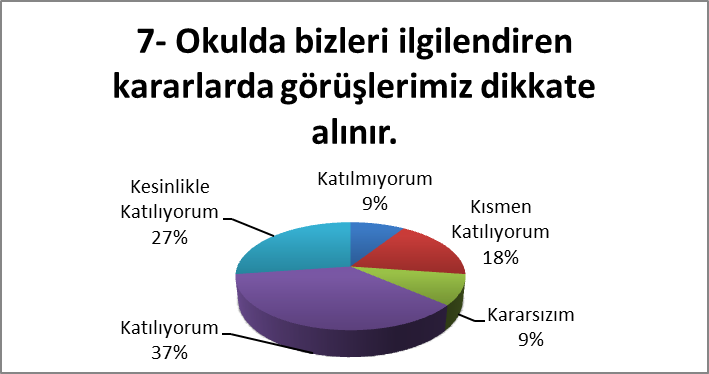 7- Okulda bizleri ilgilendiren
kararlarda görüşlerimiz dikkate
alınır.
Katılmıyorum
9%
Kısmen
Katılıyorum
18%
Kararsızım
9%
Katılıyorum
37%
Kesinlikle
Katılıyorum
27%